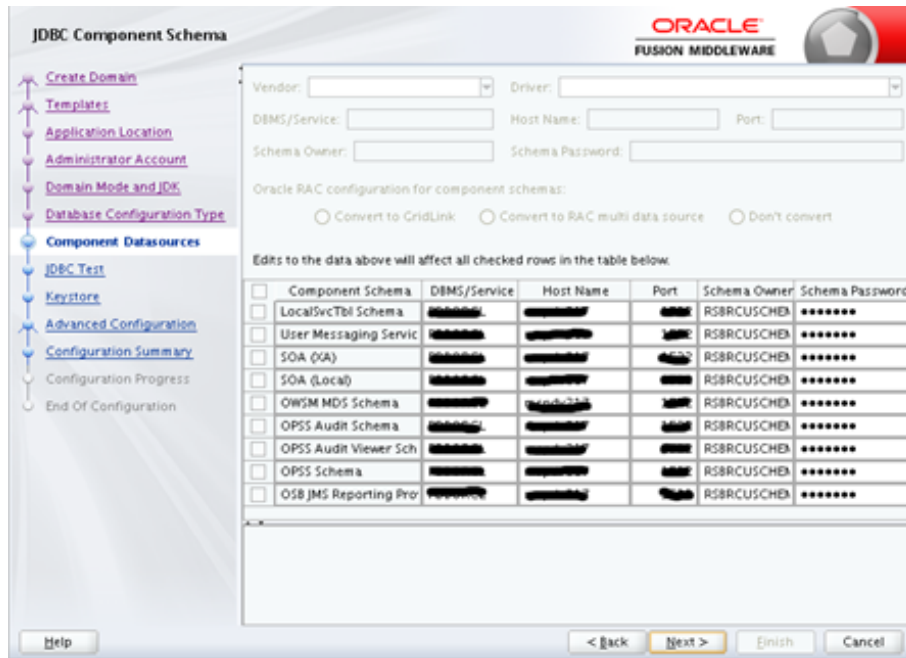 JDBC Component Schema
ORACLE
FUSION MIDDLEWARE
Create Domain
Templates
Application Location
Administrator Account
Domain Mode and JDK
Database Configuration Type
Component Datasources
JDBC Test
Keystore
Advanced Configuration
Configuration Summary
Configuration Progress
End Of Configuration
Vendor: Driver:
DBMS/Service: Host Name: Port:
Schema Owner: Schema Password:
Oracle RAC configuration for component schemas:
Convert to GridLink Convert to RAC multi data source Don't convert
Edits to the data above will affect all checked rows in the table below.
Component Schema DBMS/Service Host Name Port Schema Owner Schema Password
LocalSvcTbl Schema RSBRCUSCHEM •••••••
User Messaging Servic RSBRCUSCHEM •••••••
SOA (XA) RSBRCUSCHEM •••••••
SOA (Local) RSBRCUSCHEM •••••••
OWSM MDS Schema RSBRCUSCHEM •••••••
OPSS Audit Schema RSBRCUSCHEM •••••••
OPSS Audit Viewer Sch RSBRCUSCHEM •••••••
OPSS Schema RSBRCUSCHEM •••••••
OSB JMS Reporting Pro RSBRCUSCHEM •••••••
Help < Back Next > Finish Cancel